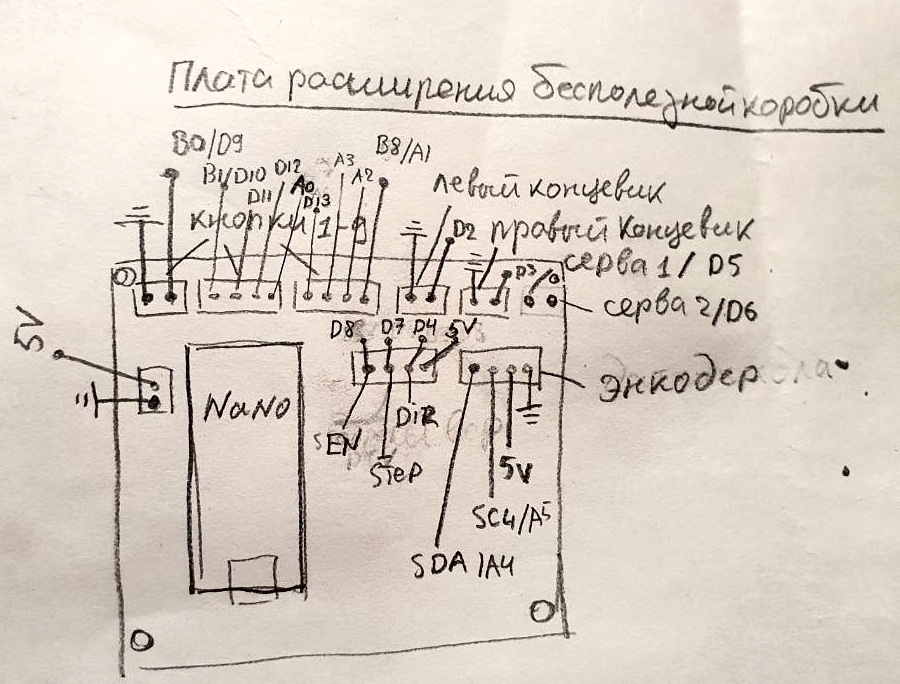 Плата расширения бесполезной коробки
B0/D9
B1/D10
D11
D12
A0
D13
A3
A2
B8/A1
кнопки 1-9
левый концевик
D2
правый концевик
D3
серва 1/D5
серва 2/D6
5V
D8
D7
D4
5V
NaNO
энкодер
EN
DiR
STEP
5V
SC4/A5
SDA/A4